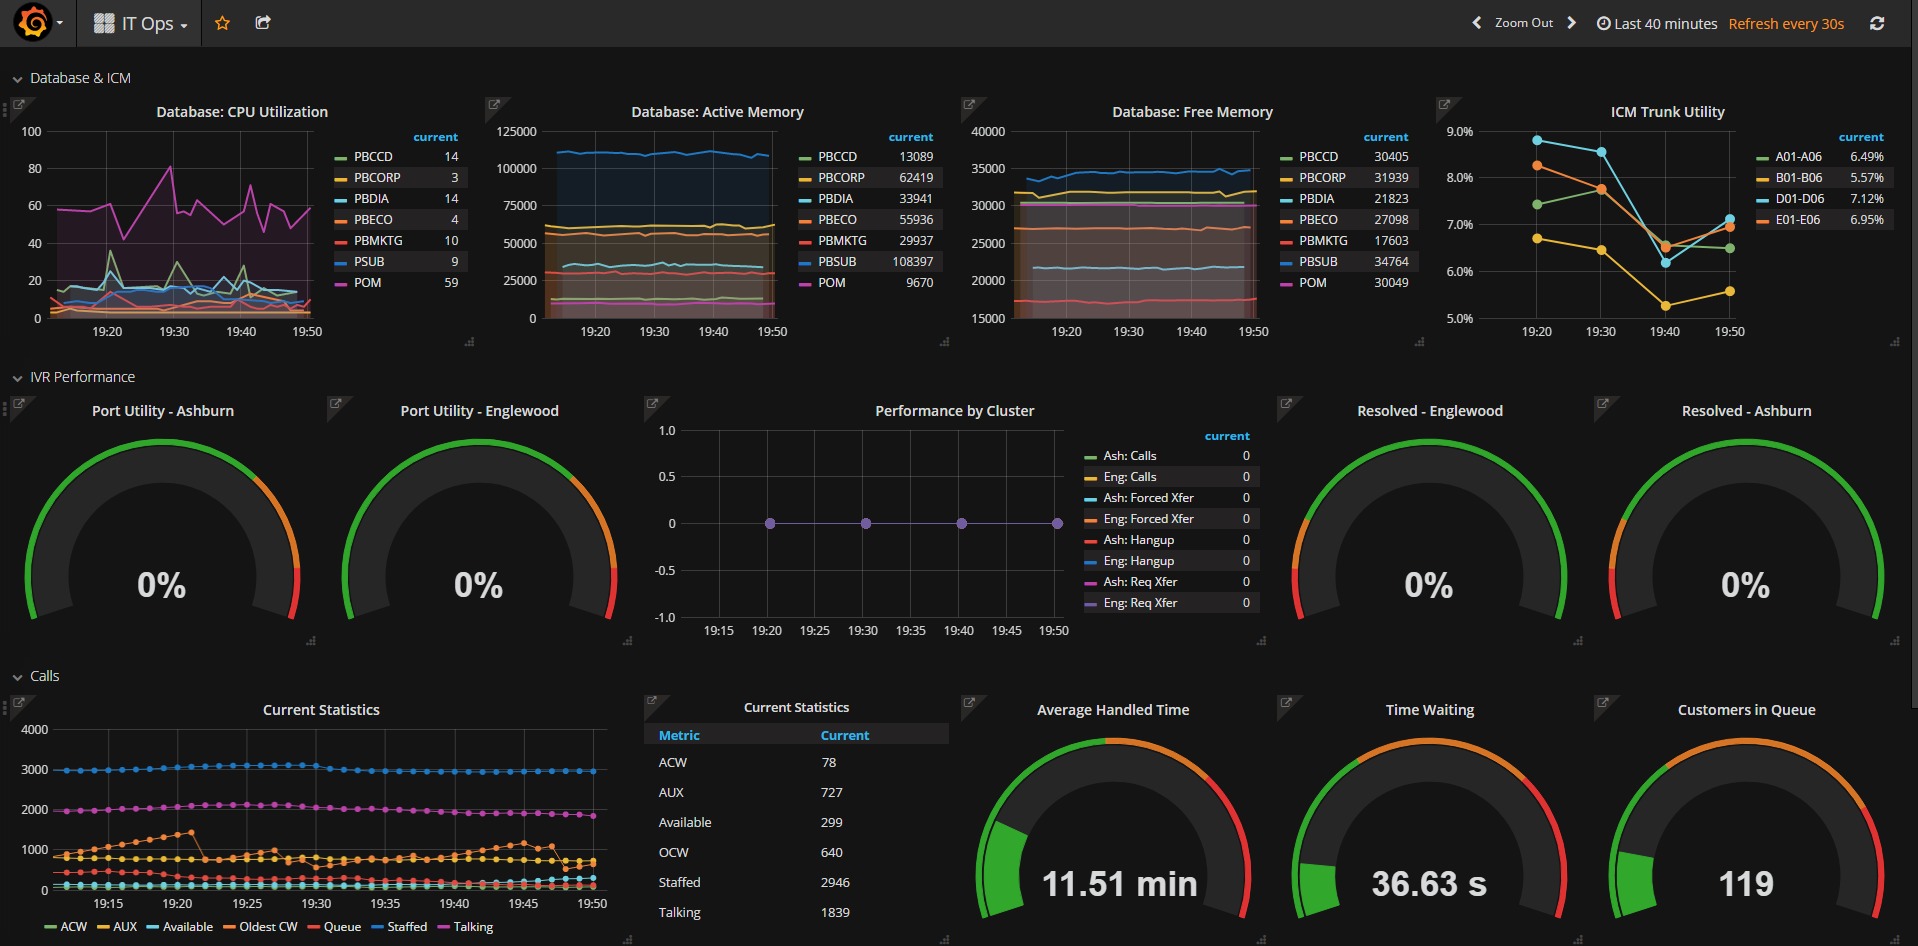 IT Ops
Zoom Out
Last 40 minutes
Refresh every 30s
Database & ICM
Database: CPU Utilization
100
80
60
40
20
0
19:20 19:30 19:40 19:50
current
PBCCD 14
PBCORP 3
PBDIA 14
PBECO 4
PBMKTG 10
PSUB 9
POM 59
Database: Active Memory
125000
100000
75000
50000
25000
0
19:20 19:30 19:40 19:50
current
PBCCD 13089
PBCORP 62419
PBDIA 33941
PBECO 55936
PBMKTG 29937
PBSUB 108397
POM 9670
Database: Free Memory
40000
35000
30000
25000
20000
15000
19:20 19:30 19:40 19:50
current
PBCCD 30405
PBCORP 31939
PBDIA 21823
PBECO 27098
PBMKTG 17603
PBSUB 34764
POM 30049
ICM Trunk Utility
9.0%
8.0%
7.0%
6.0%
5.0%
19:20 19:30 19:40 19:50
current
A01-A06 6.49%
B01-B06 5.57%
D01-D06 7.12%
E01-E06 6.95%
IVR Performance
Port Utility - Ashburn
0%
Port Utility - Englewood
0%
Performance by Cluster
1.0
0.5
0
-0.5
-1.0
19:15 19:20 19:25 19:30 19:35 19:40 19:45 19:50
current
Ash: Calls 0
Eng: Calls 0
Ash: Forced Xfer 0
Eng: Forced Xfer 0
Ash: Hangup 0
Eng: Hangup 0
Ash: Req Xfer 0
Eng: Req Xfer 0
Resolved - Englewood
0%
Resolved - Ashburn
0%
Calls
Current Statistics
4000
3000
2000
1000
0
19:15 19:20 19:25 19:30 19:35 19:40 19:45 19:50
ACW AUX Available Oldest CW Queue Staffed Talking
Current Statistics
Metric Current
ACW 78
AUX 727
Available 299
OCW 640
Staffed 2946
Talking 1839
Average Handled Time
11.51 min
Time Waiting
36.63 s
Customers in Queue
119